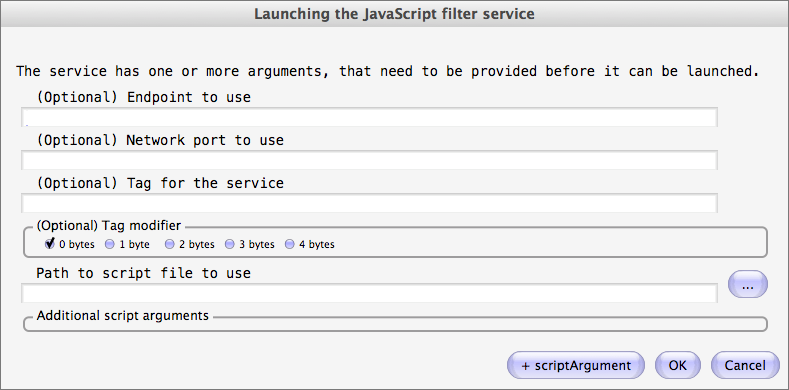 Launching the JavaScript filter service
The service has one or more arguments, that need to be provided before it can be launched.
(Optional) Endpoint to use
(Optional) Network port to use
(Optional) Tag for the service
(Optional) Tag modifier
0 bytes 1 byte 2 bytes 3 bytes 4 bytes
Path to script file to use
...
Additional script arguments
+ scriptArgument OK Cancel